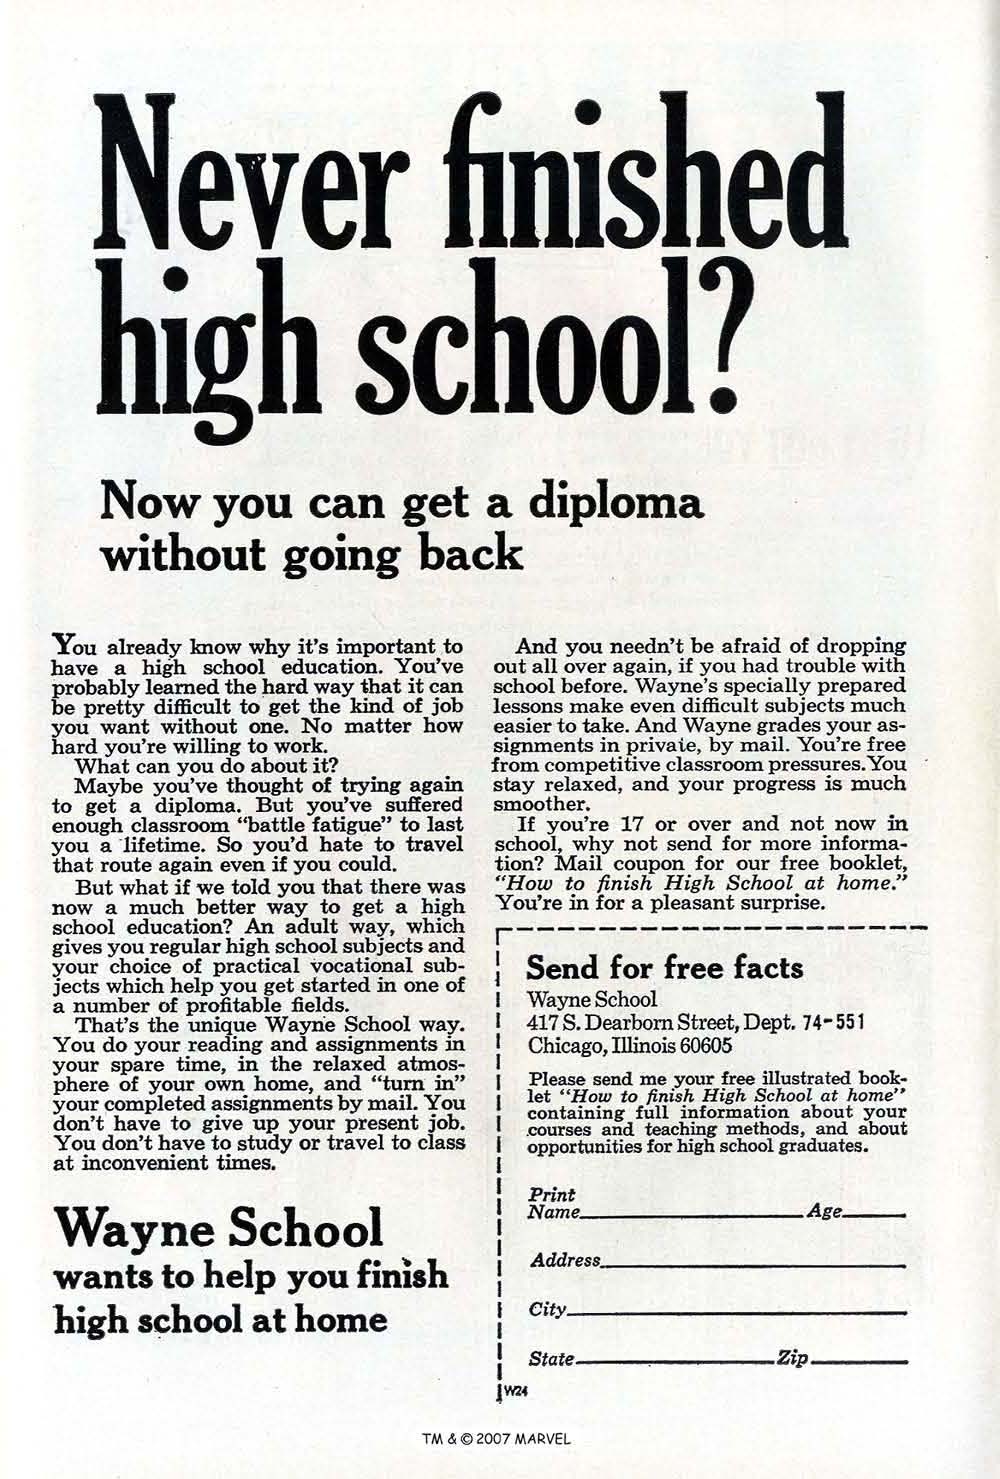 Never finished
high school?
Now you can get a diploma
without going back
You already know why it's important to
have a high school education. You've
probably learned the hard way that it can
be pretty difficult to get the kind of job
you want without one. No matter how
hard you're willing to work.
What can you do about it?
Maybe you've thought of trying again
to get a diploma. But you've suffered
enough classroom "battle fatigue" to last
you a lifetime. So you'd hate to travel
that route again even if you could.
But what if we told you that there was
now a much better way to get a high
school education? An adult way, which
gives you regular high school subjects and
your choice of practical vocational sub-
jects which help you get started in one of
a number of profitable fields.
That's the unique Wayne School way.
You do your reading and assignments in
your spare time, in the relaxed atmos-
phere of your own home, and "turn in"
your completed assignments by mail. You
don't have to give up your present job.
You don't have to study or travel to class
at inconvenient times.
Wayne School
wants to help you finish
high school at home
And you needn't be afraid of dropping
out all over again, if you had trouble with
school before. Wayne's specially prepared
lessons make even difficult subjects much
easier to take. And Wayne grades your as-
signments in private, by mail. You're free
from competitive classroom pressures.You
stay relaxed, and your progress is much
smoother.
If you're 17 or over and not now in
school, why not send for more informa-
tion? Mail coupon for our free booklet,
"How to finish High School at home."
You're in for a pleasant surprise.
Send for free facts
Wayne School
417 S. Dearborn Street, Dept. 74-551
Chicago, Illinois 60605
Please send me your free illustrated book-
let "How to finish High School at home"
containing full information about your
courses and teaching methods, and about
opportunities for high school graduates.
Print
Name Age
Address
City
State Zip
W24
TM & © 2007 MARVEL